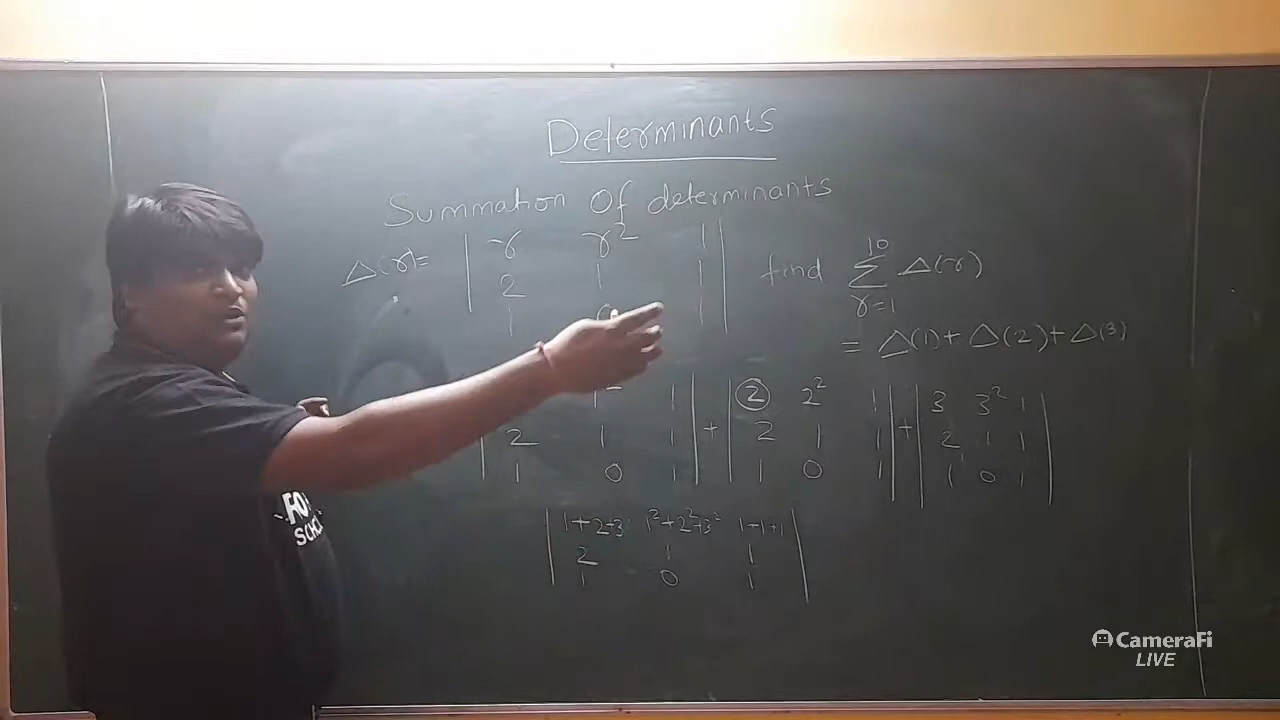 Determinants
Summation Of determinants
Δ(r)= | r r² 1 | find Σ Δ(r)
10
r=1
| 2 1 1 |
| 1 0 1 |
= Δ(1)+ Δ(2)+ Δ(3)
1 | + | 2 2² 1 | + | 3 3² 1 |
| 2 1 1 | + | 2 1 1 | + | 2 1 1 |
| 1 0 1 | | 1 0 1 | | 1 0 1 |
| 1+2+3 1²+2²+3² 1+1+1 |
| 2 1 1 |
| 1 0 1 |
FO
SCHO
CameraFi
LIVE